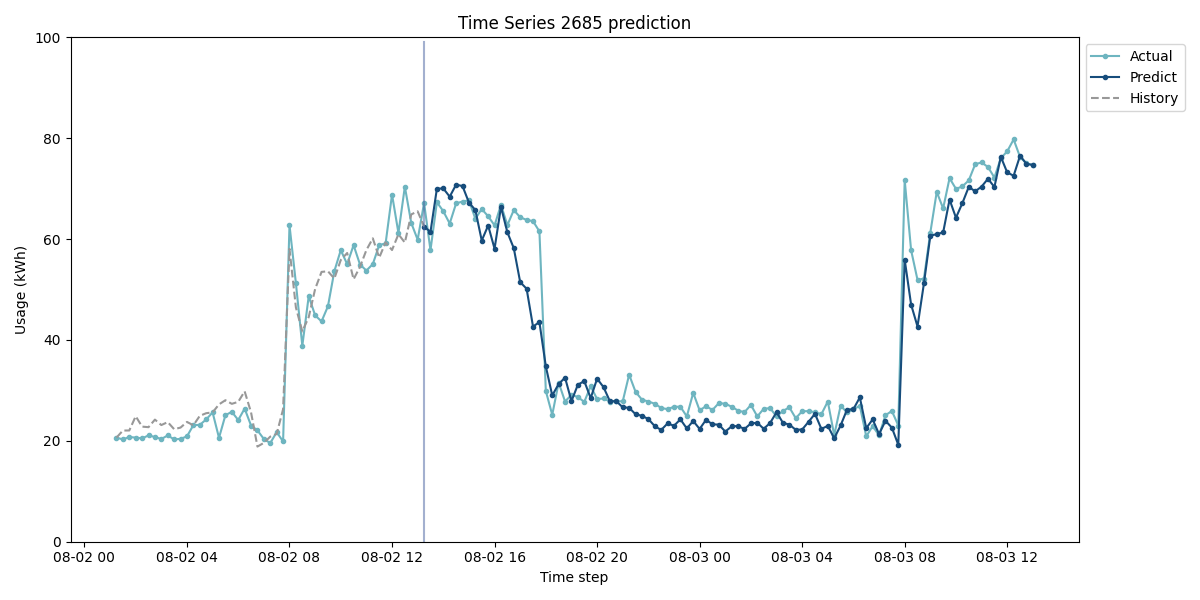 Time Series 2685 prediction
Usage (kWh)
100
80
60
40
20
0
08-02 00
08-02 04
08-02 08
08-02 12
08-02 16
08-02 20
08-03 00
08-03 04
08-03 08
08-03 12
Time step
Actual
Predict
History